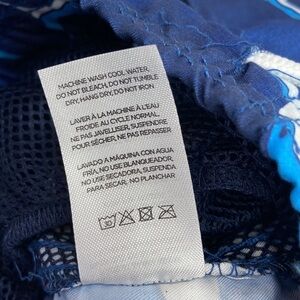 MACHINE WASH COOL WATER,
DO NOT BLEACH, DO NOT TUMBLE
DRY, HANG DRY, DO NOT IRON
LAVER À LA MACHINE À L'EAU
FROIDE AU CYCLE NORMAL.
NE PAS JAVELLISER, SUSPENDRE
POUR SÉCHER, NE PAS REPASSER
LAVADO A MÁQUINA CON AGUA
FRÍA, NO USE BLANQUEADOR,
NO USE SECADORA, SUSPENDA
PARA SECAR, NO PLANCHAR
30